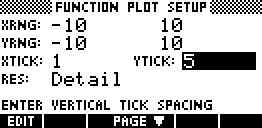 FUNCTION PLOT SETUP
XRNG: -10 10
YRNG: -10 10
XTICK: 1 YTICK: 5
RES: Detail
ENTER VERTICAL TICK SPACING
EDIT PAGE ▼